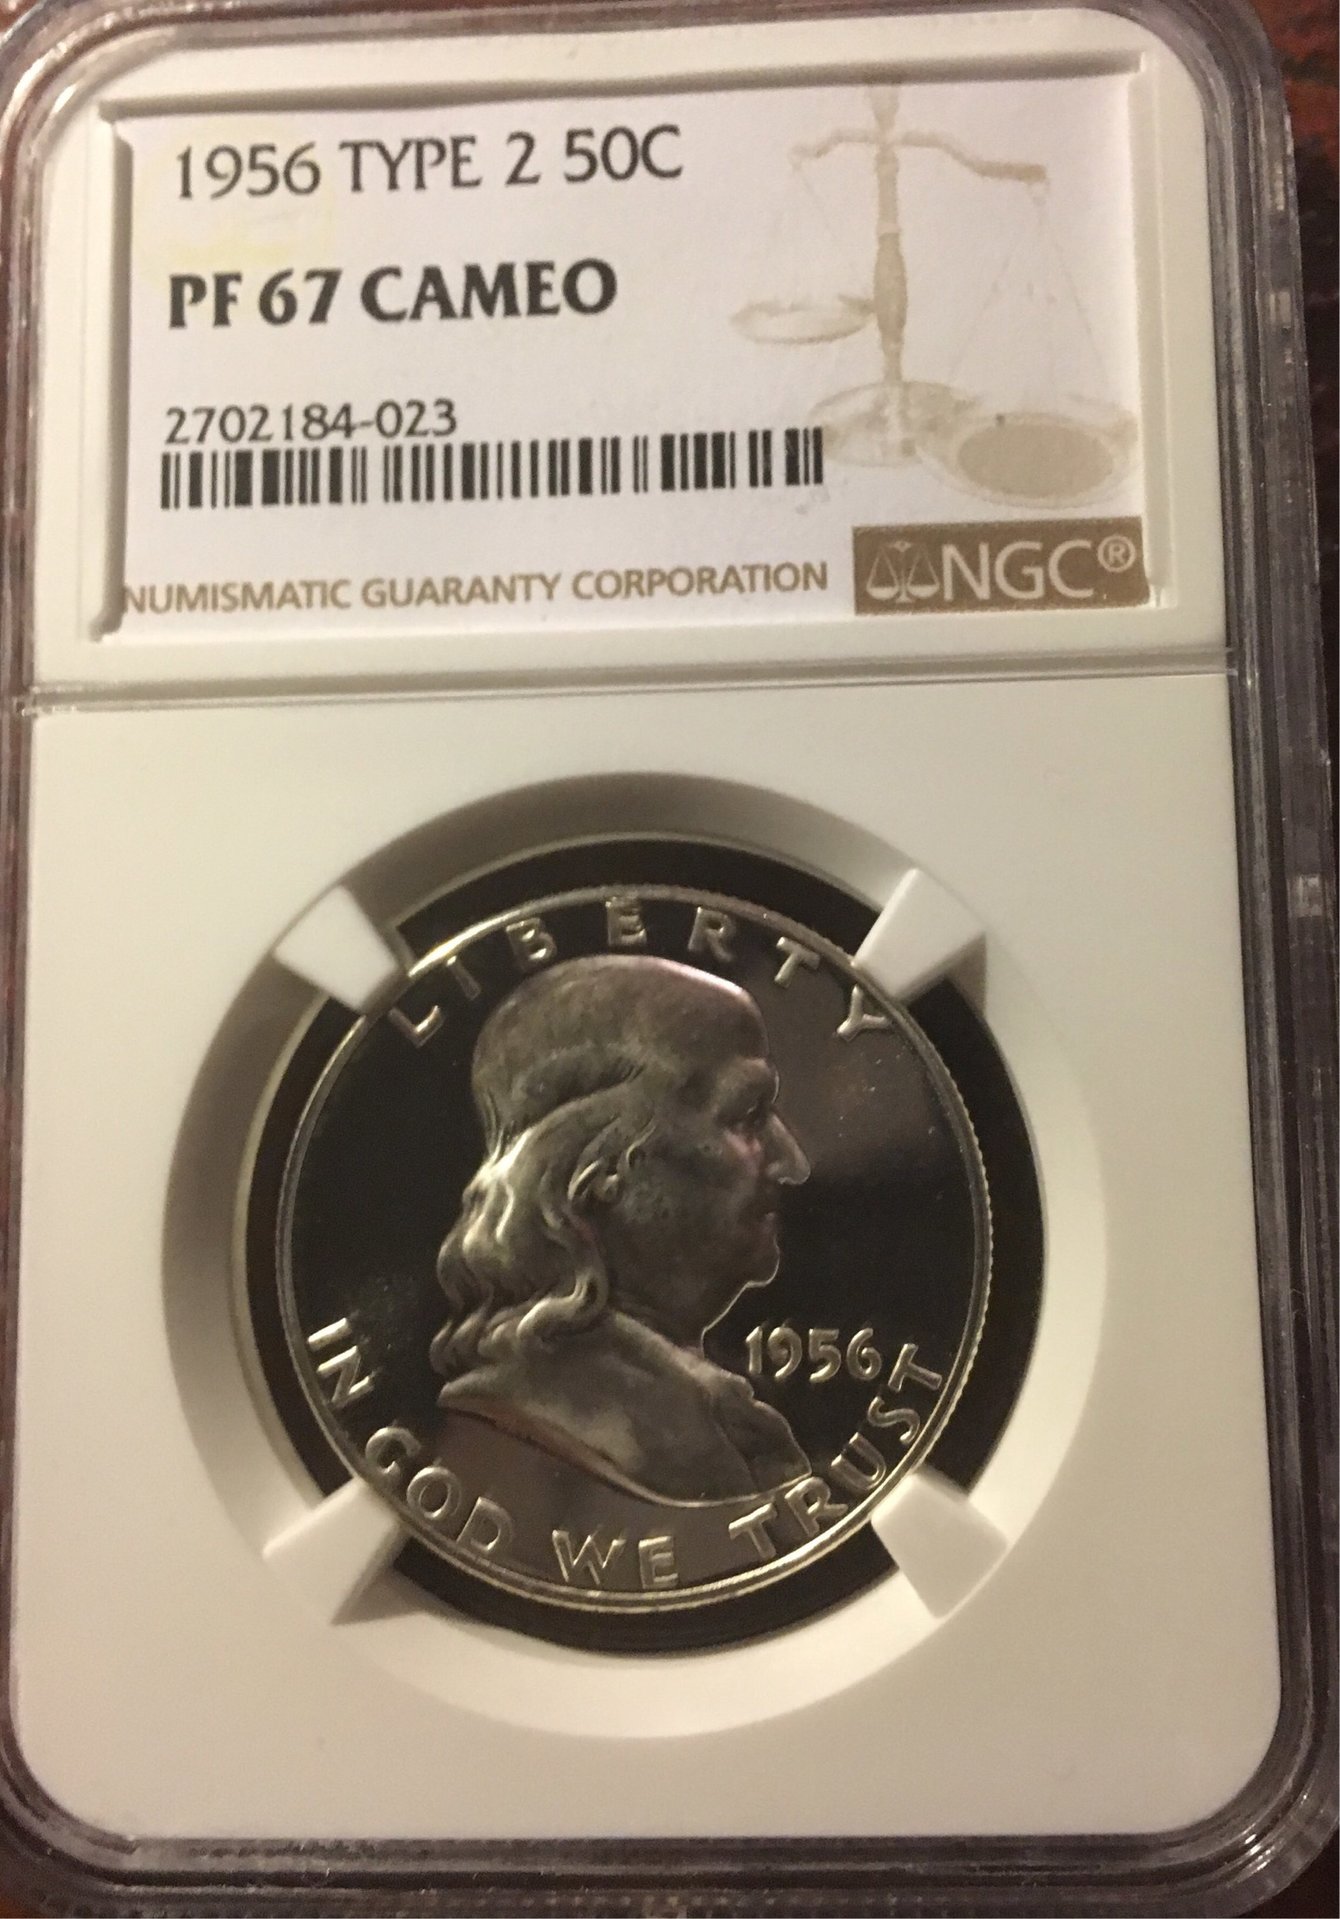 1956 TYPE 2 50C
PF 67 CAMEO
2702184-023
NUMISMATIC GUARANTY CORPORATION
NGC®
LIBERTY
1956
IN GOD WE TRUST